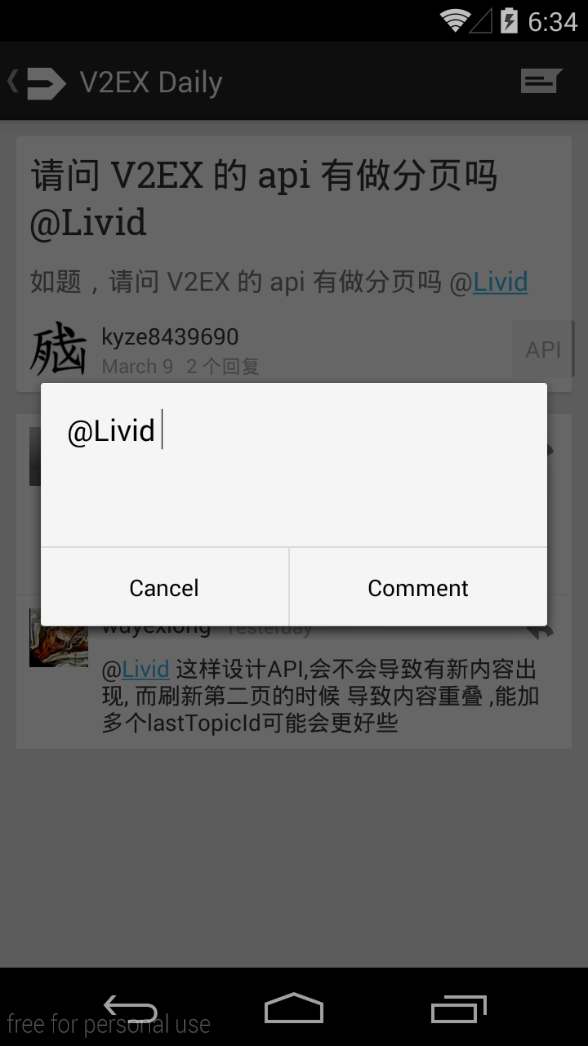 6:34
V2EX Daily
请问 V2EX 的 api 有做分页吗
@Livid
如题，请问 V2EX 的 api 有做分页吗 @Livid
kyze8439690
API
March 9 2 个回复
@Livid
Cancel
Comment
wuyexiong Yesterday
@Livid 这样设计API,会不会导致有新内容出
现, 而刷新第二页的时候 导致内容重叠 ,能加
多个lastTopicId可能会更好些
free for personal use